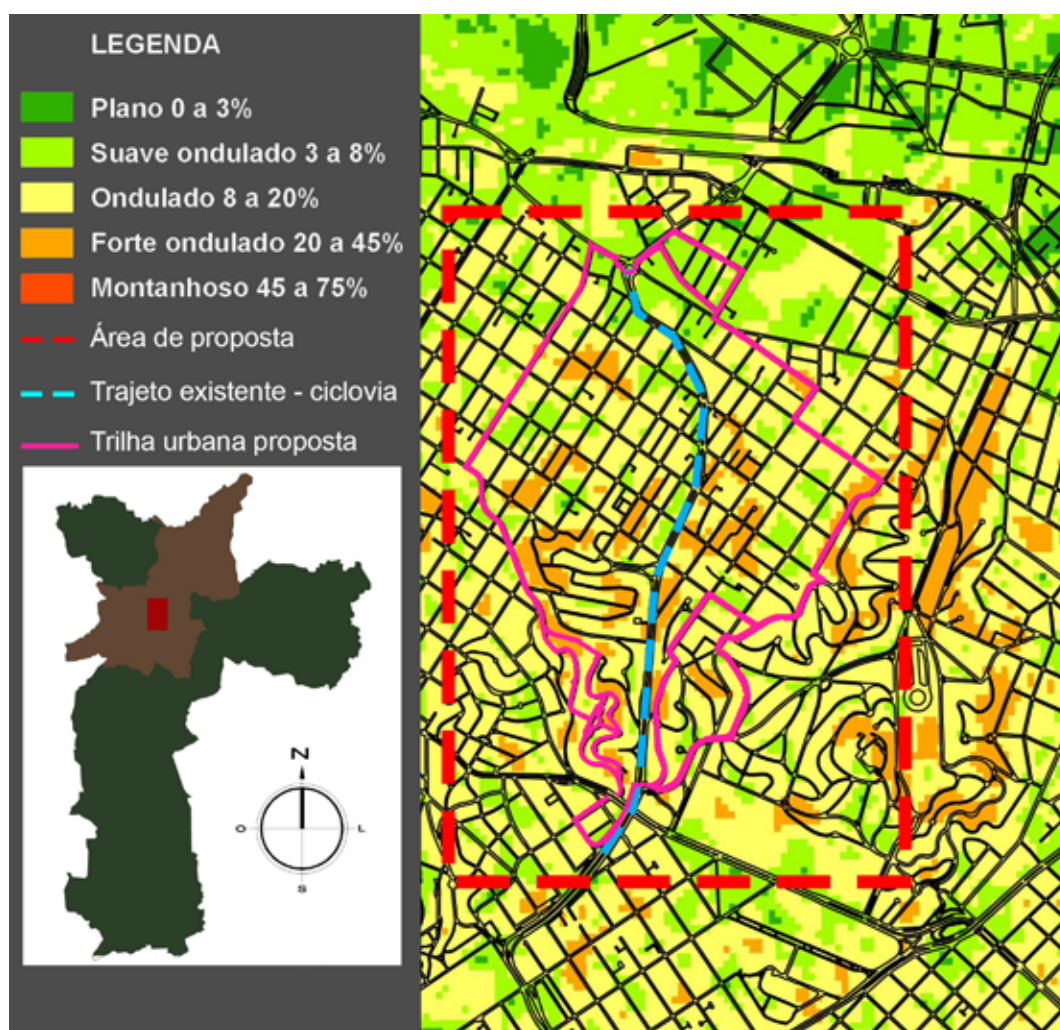 LEGENDA
Plano 0 a 3%
Suave ondulado 3 a 8%
Ondulado 8 a 20%
Forte ondulado 20 a 45%
Montanhoso 45 a 75%
Área de proposta
Trajeto existente - ciclovia
Trilha urbana proposta
N
O
L
S